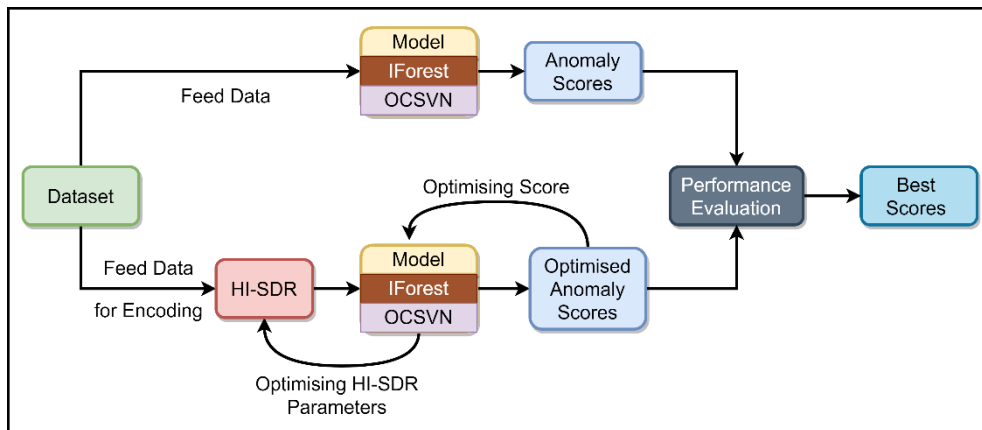 Model
IForest
OCSVN
Anomaly
Scores
Feed Data
Dataset
Optimising Score
Performance
Evaluation
Best
Scores
Feed Data
for Encoding
HI-SDR
Model
IForest
OCSVN
Optimised
Anomaly
Scores
Optimising HI-SDR
Parameters